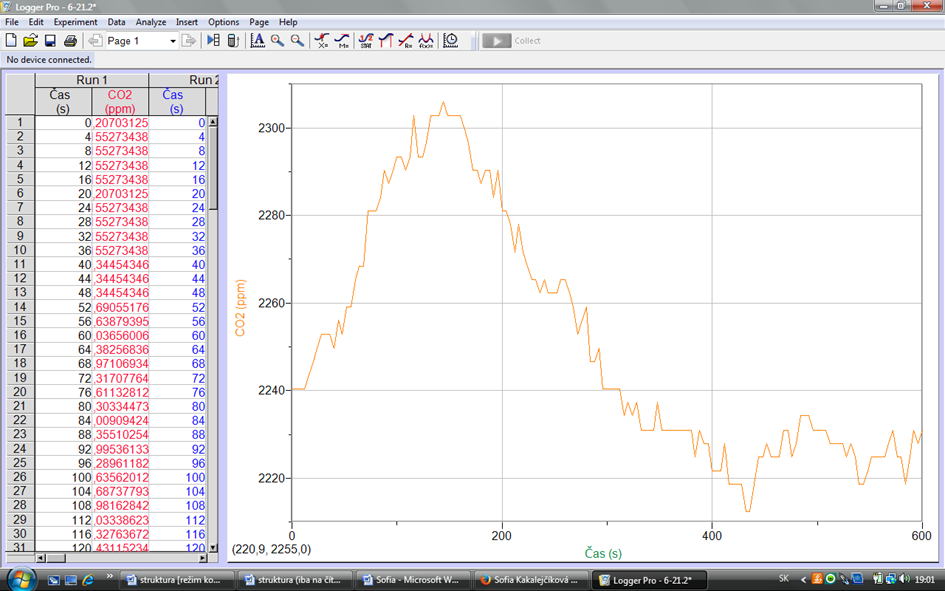 Logger Pro - 6-21.2*
File Edit Experiment Data Analyze Insert Options Page Help
Page 1
Collect
No device connected.
Run 1 Run 2
Čas CO2 Čas
(s) (ppm) (s)
1 0 ,20703125 0
2 4 55273438 4
3 8 55273438 8
4 12 55273438 12
5 16 55273438 16
6 20 ,20703125 20
7 24 55273438 24
8 28 55273438 28
9 32 55273438 32
10 36 55273438 36
11 40 ,34454346 40
12 44 ,34454346 44
13 48 ,34454346 48
14 52 ,69055176 52
15 56 ,63879395 56
16 60 ,03656006 60
17 64 ,38256836 64
18 68 ,97106934 68
19 72 ,31707764 72
20 76 ,61132812 76
21 80 ,30334473 80
22 84 ,00909424 84
23 88 ,35510254 88
24 92 ,99536133 92
25 96 ,28961182 96
26 100 ,63562012 100
27 104 ,68737793 104
28 108 ,98162842 108
29 112 ,03338623 112
30 116 ,32763672 116
31 120 ,43115234 120
2300
2280
2260
2240
2220
CO2 (ppm)
0 200 400 600
(220,9, 2255,0)
Čas (s)
struktura [režim ko...
struktura (iba na čít...
Sofia - Microsoft W...
Sofia Kakalejčíková ...
Logger Pro - 6-21.2*
SK
19:01